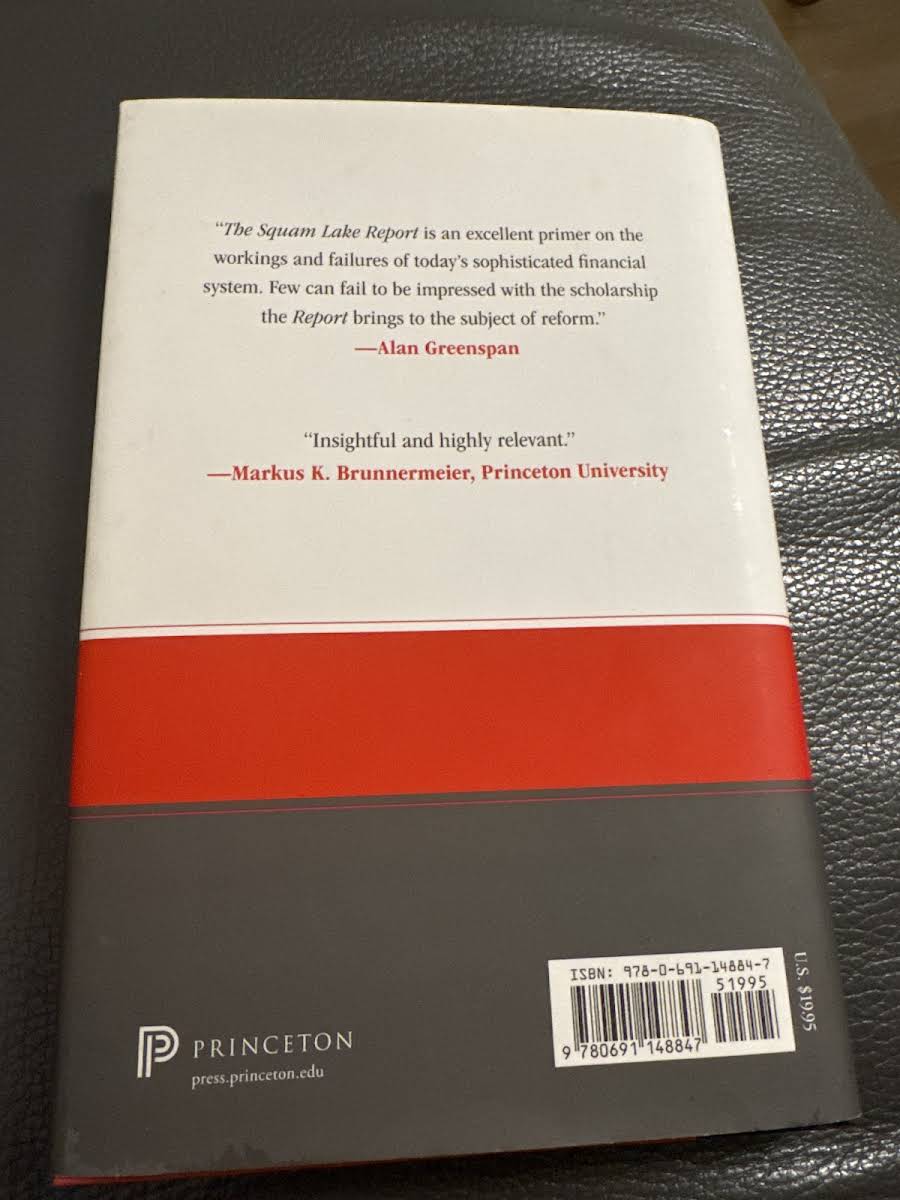 “The Squam Lake Report is an excellent primer on the
workings and failures of today’s sophisticated financial
system. Few can fail to be impressed with the scholarship
the Report brings to the subject of reform.”
—Alan Greenspan
“Insightful and highly relevant.”
—Markus K. Brunnermeier, Princeton University
ISBN: 978-0-691-14884-7
51995
9 780691 148847
U.S. $19.95
PRINCETON
press.princeton.edu